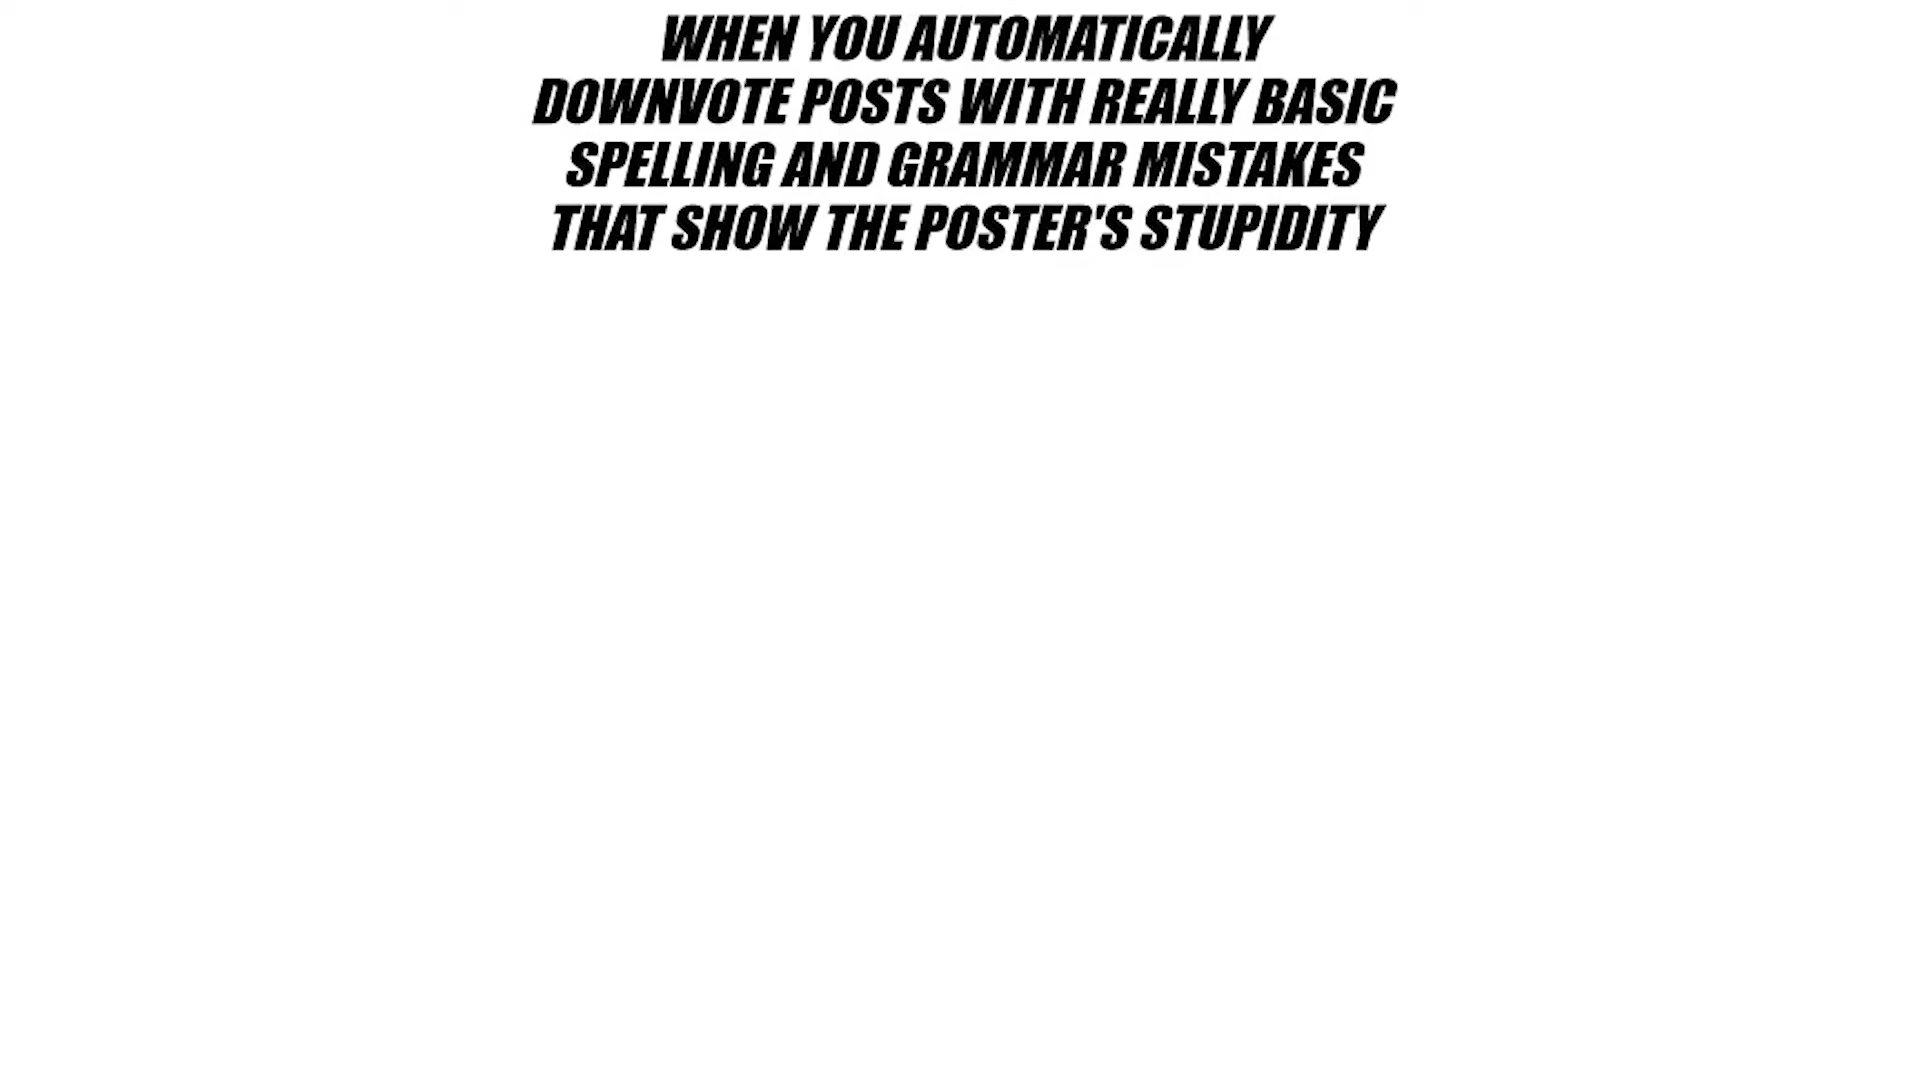 WHEN YOU AUTOMATICALLY
DOWNVOTE POSTS WITH REALLY BASIC
SPELLING AND GRAMMAR MISTAKES
THAT SHOW THE POSTER'S STUPIDITY